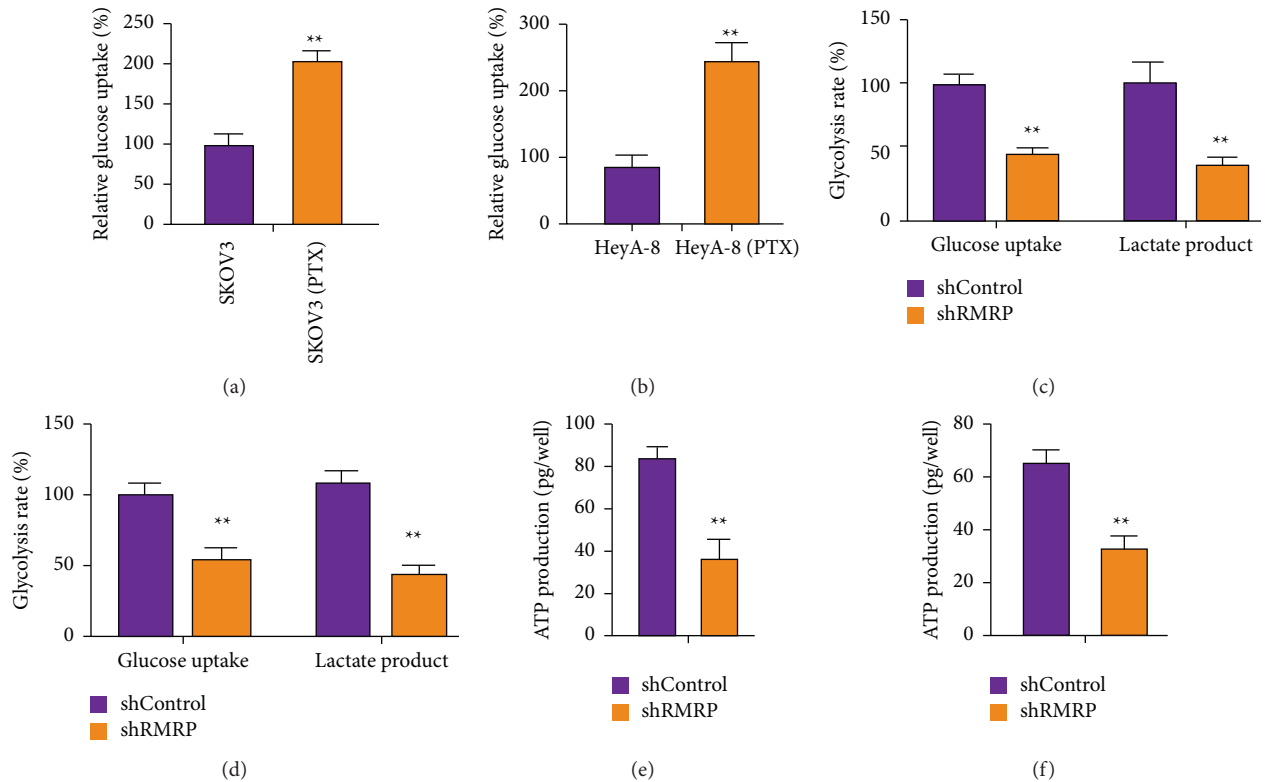 Relative glucose uptake (%)
250
200
150
100
50
0
**
SKOV3
SKOV3 (PTX)
(a)
Relative glucose uptake (%)
300
200
100
0
**
HeyA-8
HeyA-8 (PTX)
(b)
Glycolysis rate (%)
150
100
50
0
**
**
Glucose uptake
Lactate product
shControl
shRMRP
(c)
Glycolysis rate (%)
150
100
50
0
**
**
Glucose uptake
Lactate product
shControl
shRMRP
(d)
ATP production (pg/well)
100
80
60
40
20
0
**
shControl
shRMRP
(e)
ATP production (pg/well)
80
60
40
20
0
**
shControl
shRMRP
(f)